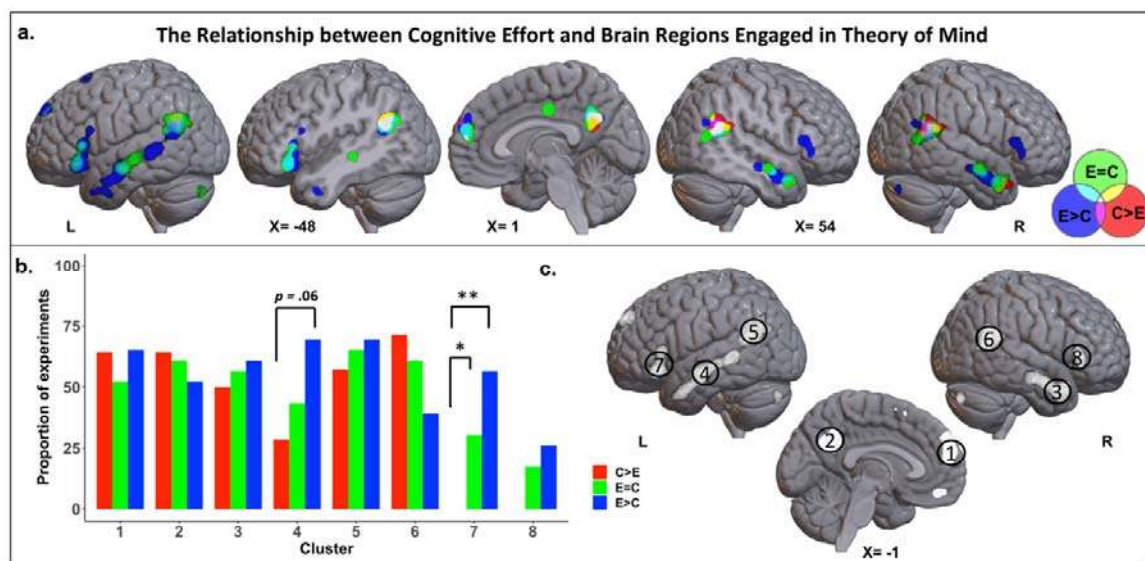 a.
The Relationship between Cognitive Effort and Brain Regions Engaged in Theory of Mind
L
X= -48
X= 1
X= 54
R
E=C
E>C
C>E
b.
Proportion of experiments
100
75
50
25
0
p = .06
**
*
1 2 3 4 5 6 7 8
Cluster
C>E
E=C
E>C
c.
7
4
5
L
6
8
3
R
2
1
X= -1